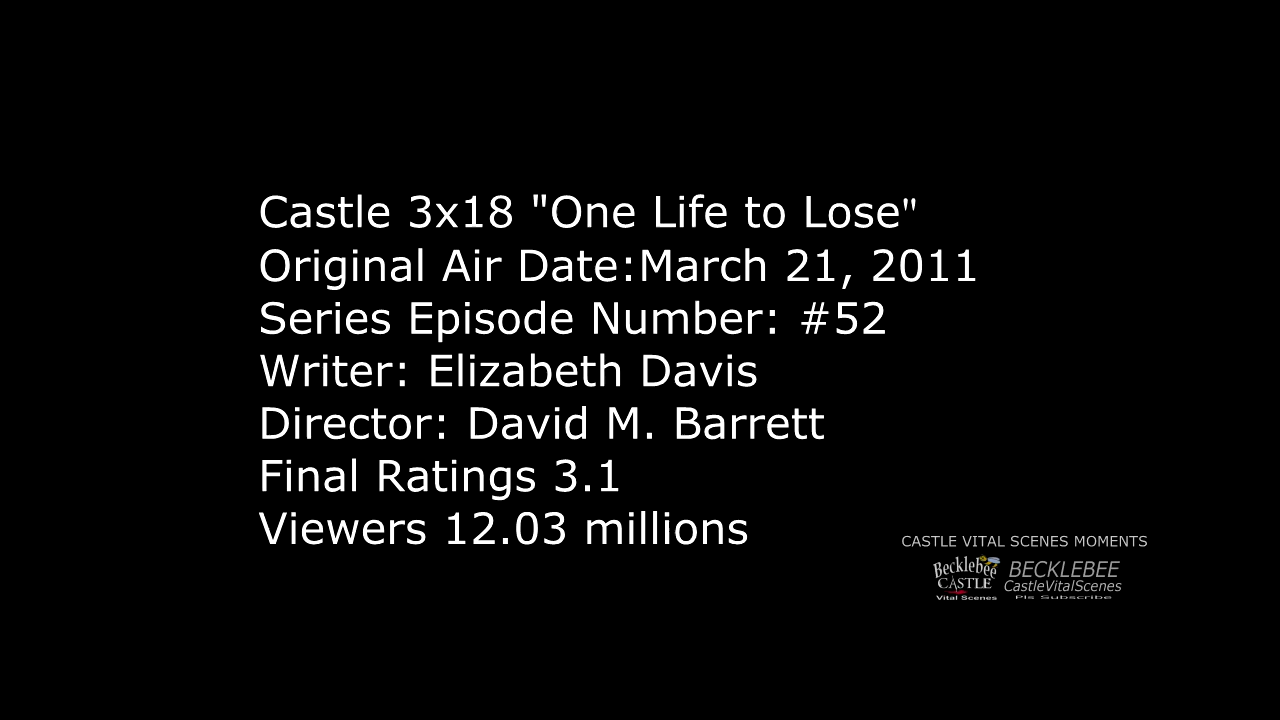 Castle 3x18 "One Life to Lose"
Original Air Date:March 21, 2011
Series Episode Number: #52
Writer: Elizabeth Davis
Director: David M. Barrett
Final Ratings 3.1
Viewers 12.03 millions
CASTLE VITAL SCENES MOMENTS
Becklebee
CASTLE
Vital Scenes
BECKLEBEE
CastleVitalScenes
Pls Subscribe